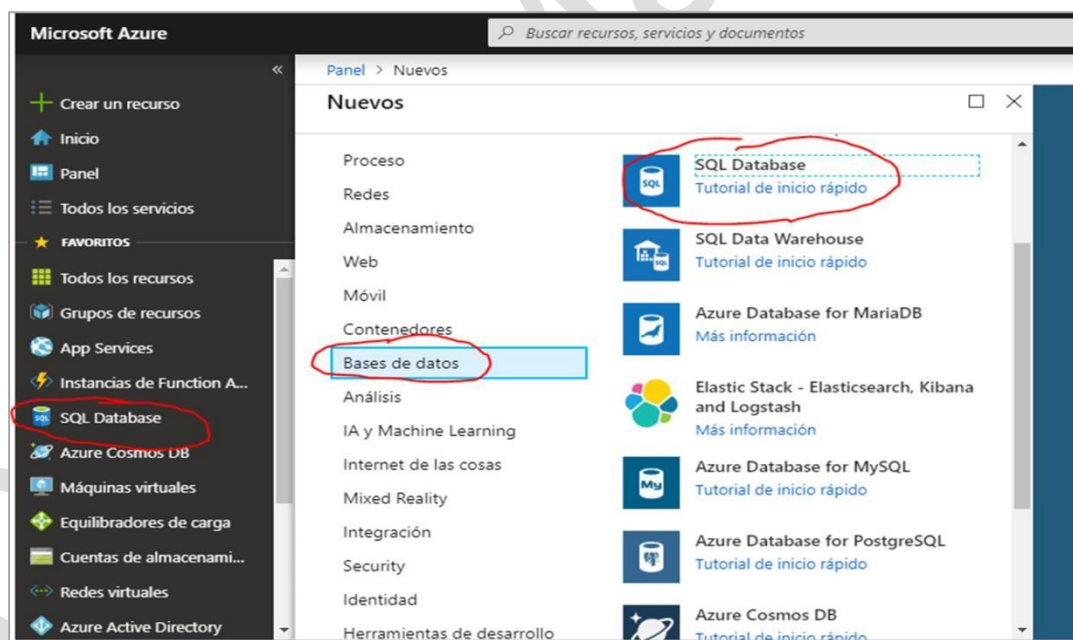 Microsoft Azure
Buscar recursos, servicios y documentos
«
Crear un recurso
Inicio
Panel
Todos los servicios
FAVORITOS
Todos los recursos
Grupos de recursos
App Services
Instancias de Function A...
SQL Database
Azure Cosmos DB
Máquinas virtuales
Equilibradores de carga
Cuentas de almacenami...
Redes virtuales
Azure Active Directory
Panel > Nuevos
Nuevos
Proceso
Redes
Almacenamiento
Web
Móvil
Contenedores
Bases de datos
Análisis
IA y Machine Learning
Internet de las cosas
Mixed Reality
Integración
Security
Identidad
Herramientas de desarrollo
SQL
SQL Database
Tutorial de inicio rápido
SQL Data Warehouse
Tutorial de inicio rápido
Azure Database for MariaDB
Más información
Elastic Stack - Elasticsearch, Kibana
and Logstash
Más información
My
Azure Database for MySQL
Tutorial de inicio rápido
Azure Database for PostgreSQL
Tutorial de inicio rápido
Azure Cosmos DB
Tutorial de inicio rápido